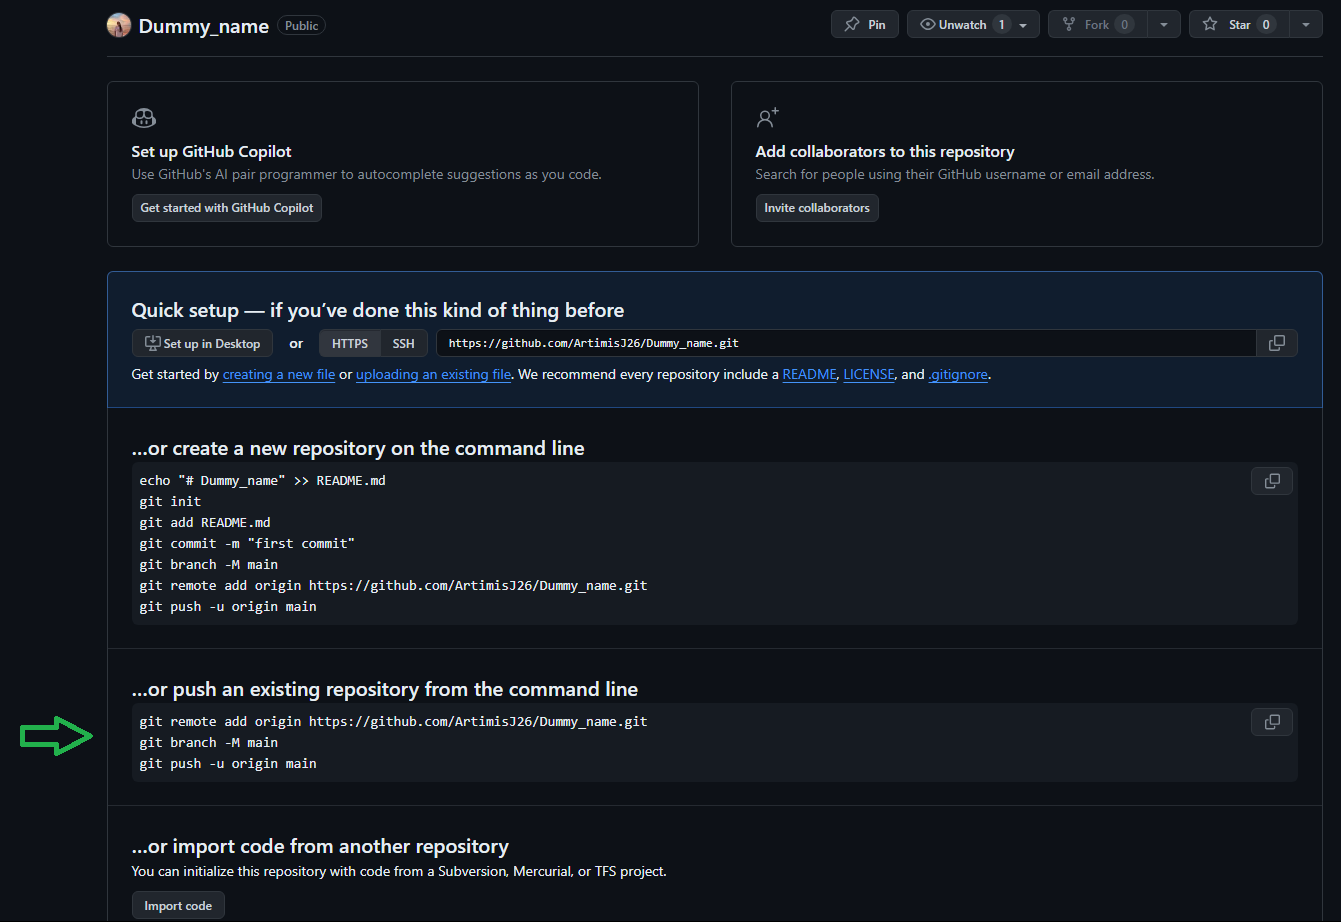 Dummy_name Public Pin Unwatch 1 Fork 0 Star 0
Set up GitHub Copilot
Use GitHub's AI pair programmer to autocomplete suggestions as you code.
Get started with GitHub Copilot
Add collaborators to this repository
Search for people using their GitHub username or email address.
Invite collaborators
Quick setup — if you’ve done this kind of thing before
Set up in Desktop or HTTPS SSH https://github.com/ArtimisJ26/Dummy_name.git
Get started by creating a new file or uploading an existing file. We recommend every repository include a README, LICENSE, and .gitignore.
…or create a new repository on the command line
echo "# Dummy_name" >> README.md
git init
git add README.md
git commit -m "first commit"
git branch -M main
git remote add origin https://github.com/ArtimisJ26/Dummy_name.git
git push -u origin main
…or push an existing repository from the command line
git remote add origin https://github.com/ArtimisJ26/Dummy_name.git
git branch -M main
git push -u origin main
…or import code from another repository
You can initialize this repository with code from a Subversion, Mercurial, or TFS project.
Import code